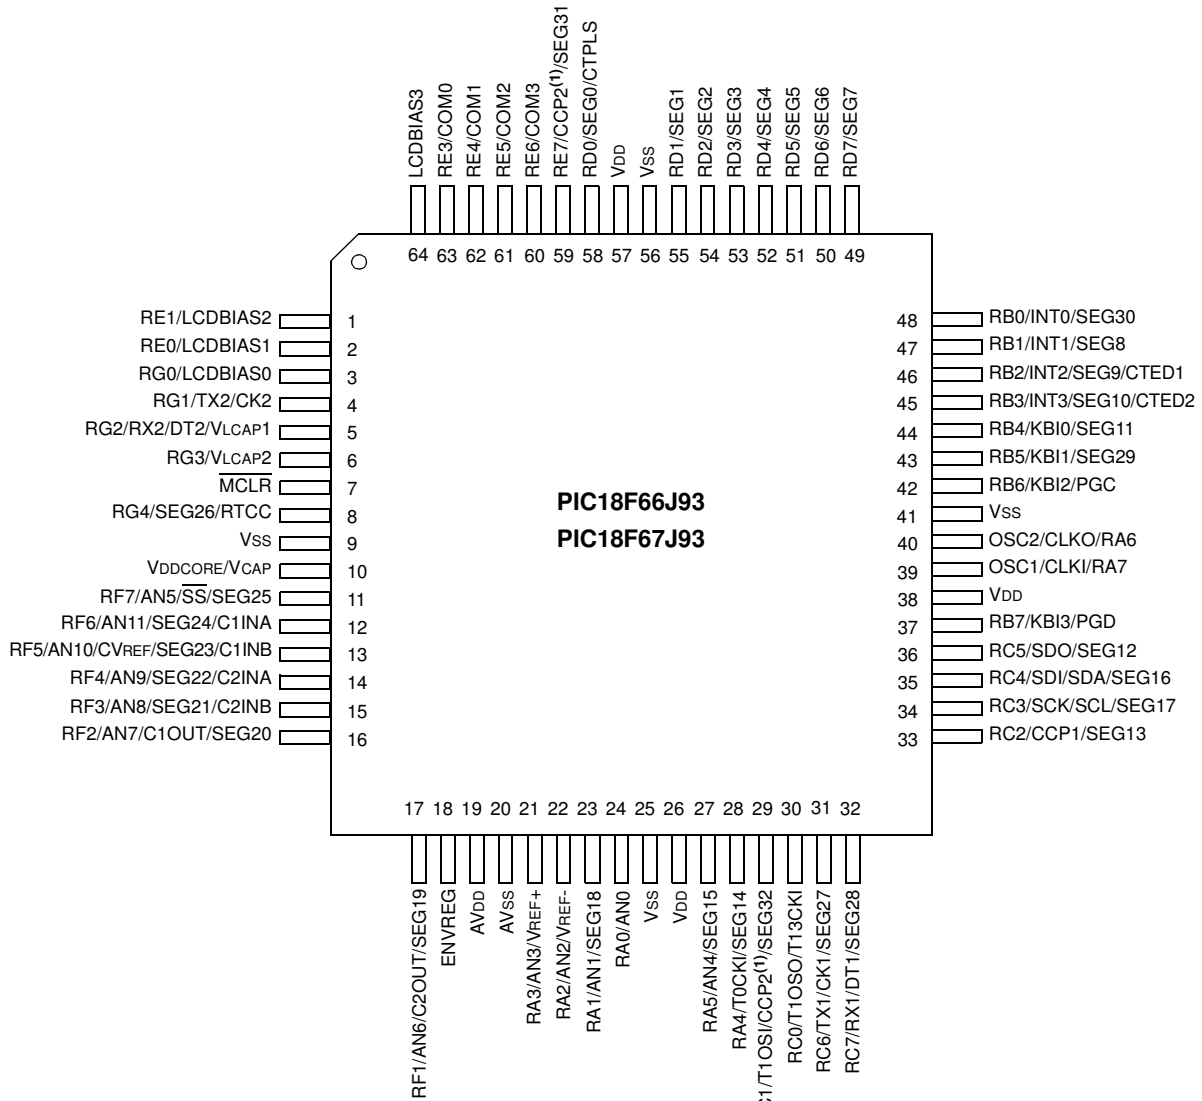 LCDBIAS3
RE3/COM0
RE4/COM1
RE5/COM2
RE6/COM3
RE7/CCP2(1)/SEG31
RD0/SEG0/CTPLS
VDD
VSS
RD1/SEG1
RD2/SEG2
RD3/SEG3
RD4/SEG4
RD5/SEG5
RD6/SEG6
RD7/SEG7
64 63 62 61 60 59 58 57 56 55 54 53 52 51 50 49
RE1/LCDBIAS2 1
RE0/LCDBIAS1 2
RG0/LCDBIAS0 3
RG1/TX2/CK2 4
RG2/RX2/DT2/VLCAP1 5
RG3/VLCAP2 6
MCLR 7
RG4/SEG26/RTCC 8
VSS 9
VDDCORE/VCAP 10
RF7/AN5/SS/SEG25 11
RF6/AN11/SEG24/C1INA 12
RF5/AN10/CVREF/SEG23/C1INB 13
RF4/AN9/SEG22/C2INA 14
RF3/AN8/SEG21/C2INB 15
RF2/AN7/C1OUT/SEG20 16
PIC18F66J93
PIC18F67J93
48 RB0/INT0/SEG30
47 RB1/INT1/SEG8
46 RB2/INT2/SEG9/CTED1
45 RB3/INT3/SEG10/CTED2
44 RB4/KBI0/SEG11
43 RB5/KBI1/SEG29
42 RB6/KBI2/PGC
41 VSS
40 OSC2/CLKO/RA6
39 OSC1/CLKI/RA7
38 VDD
37 RB7/KBI3/PGD
36 RC5/SDO/SEG12
35 RC4/SDI/SDA/SEG16
34 RC3/SCK/SCL/SEG17
33 RC2/CCP1/SEG13
17 18 19 20 21 22 23 24 25 26 27 28 29 30 31 32
RF1/AN6/C2OUT/SEG19
ENVREG
AVDD
AVSS
RA3/AN3/VREF+
RA2/AN2/VREF-
RA1/AN1/SEG18
RA0/AN0
VSS
VDD
RA5/AN4/SEG15
RA4/T0CKI/SEG14
C1/T1OSI/CCP2(1)/SEG32
RC0/T1OSO/T13CKI
RC6/TX1/CK1/SEG27
RC7/RX1/DT1/SEG28